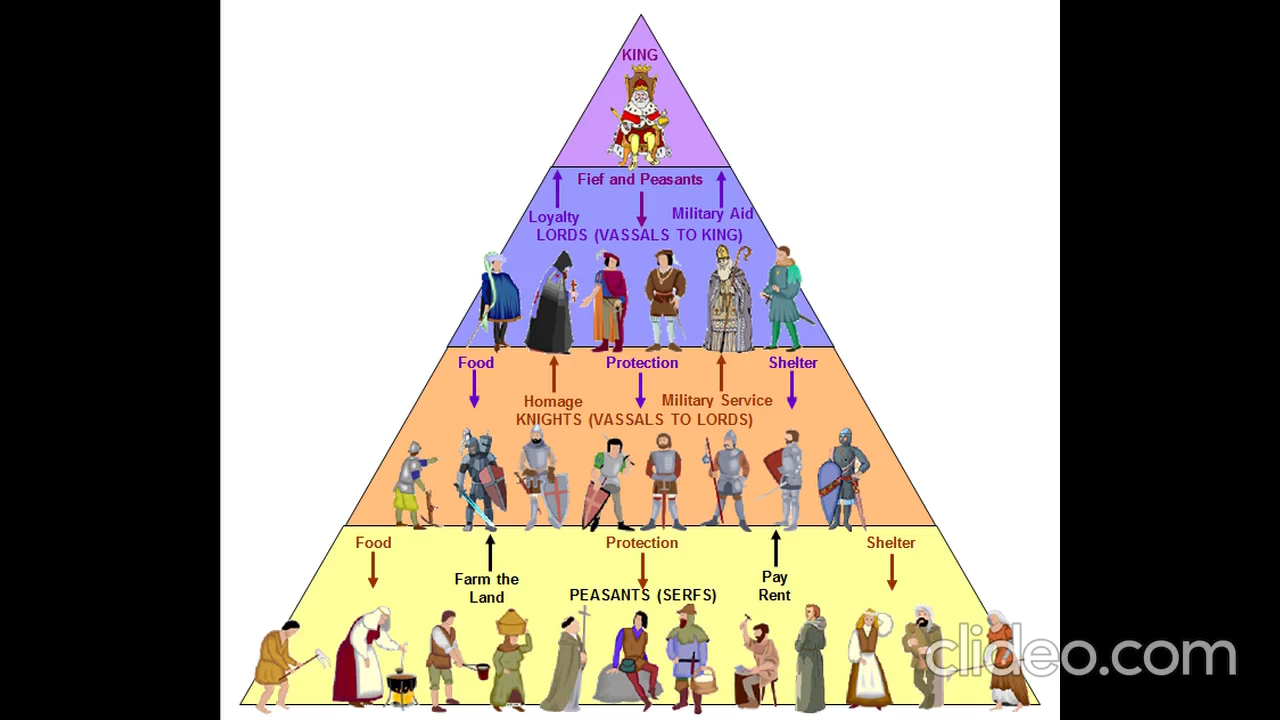 KING
Fief and Peasants
Loyalty
Military Aid
LORDS (VASSALS TO KING)
Food
Protection
Shelter
Homage
Military Service
KNIGHTS (VASSALS TO LORDS)
Food
Protection
Shelter
Farm the
Land
Pay
Rent
PEASANTS (SERFS)
clideo.com